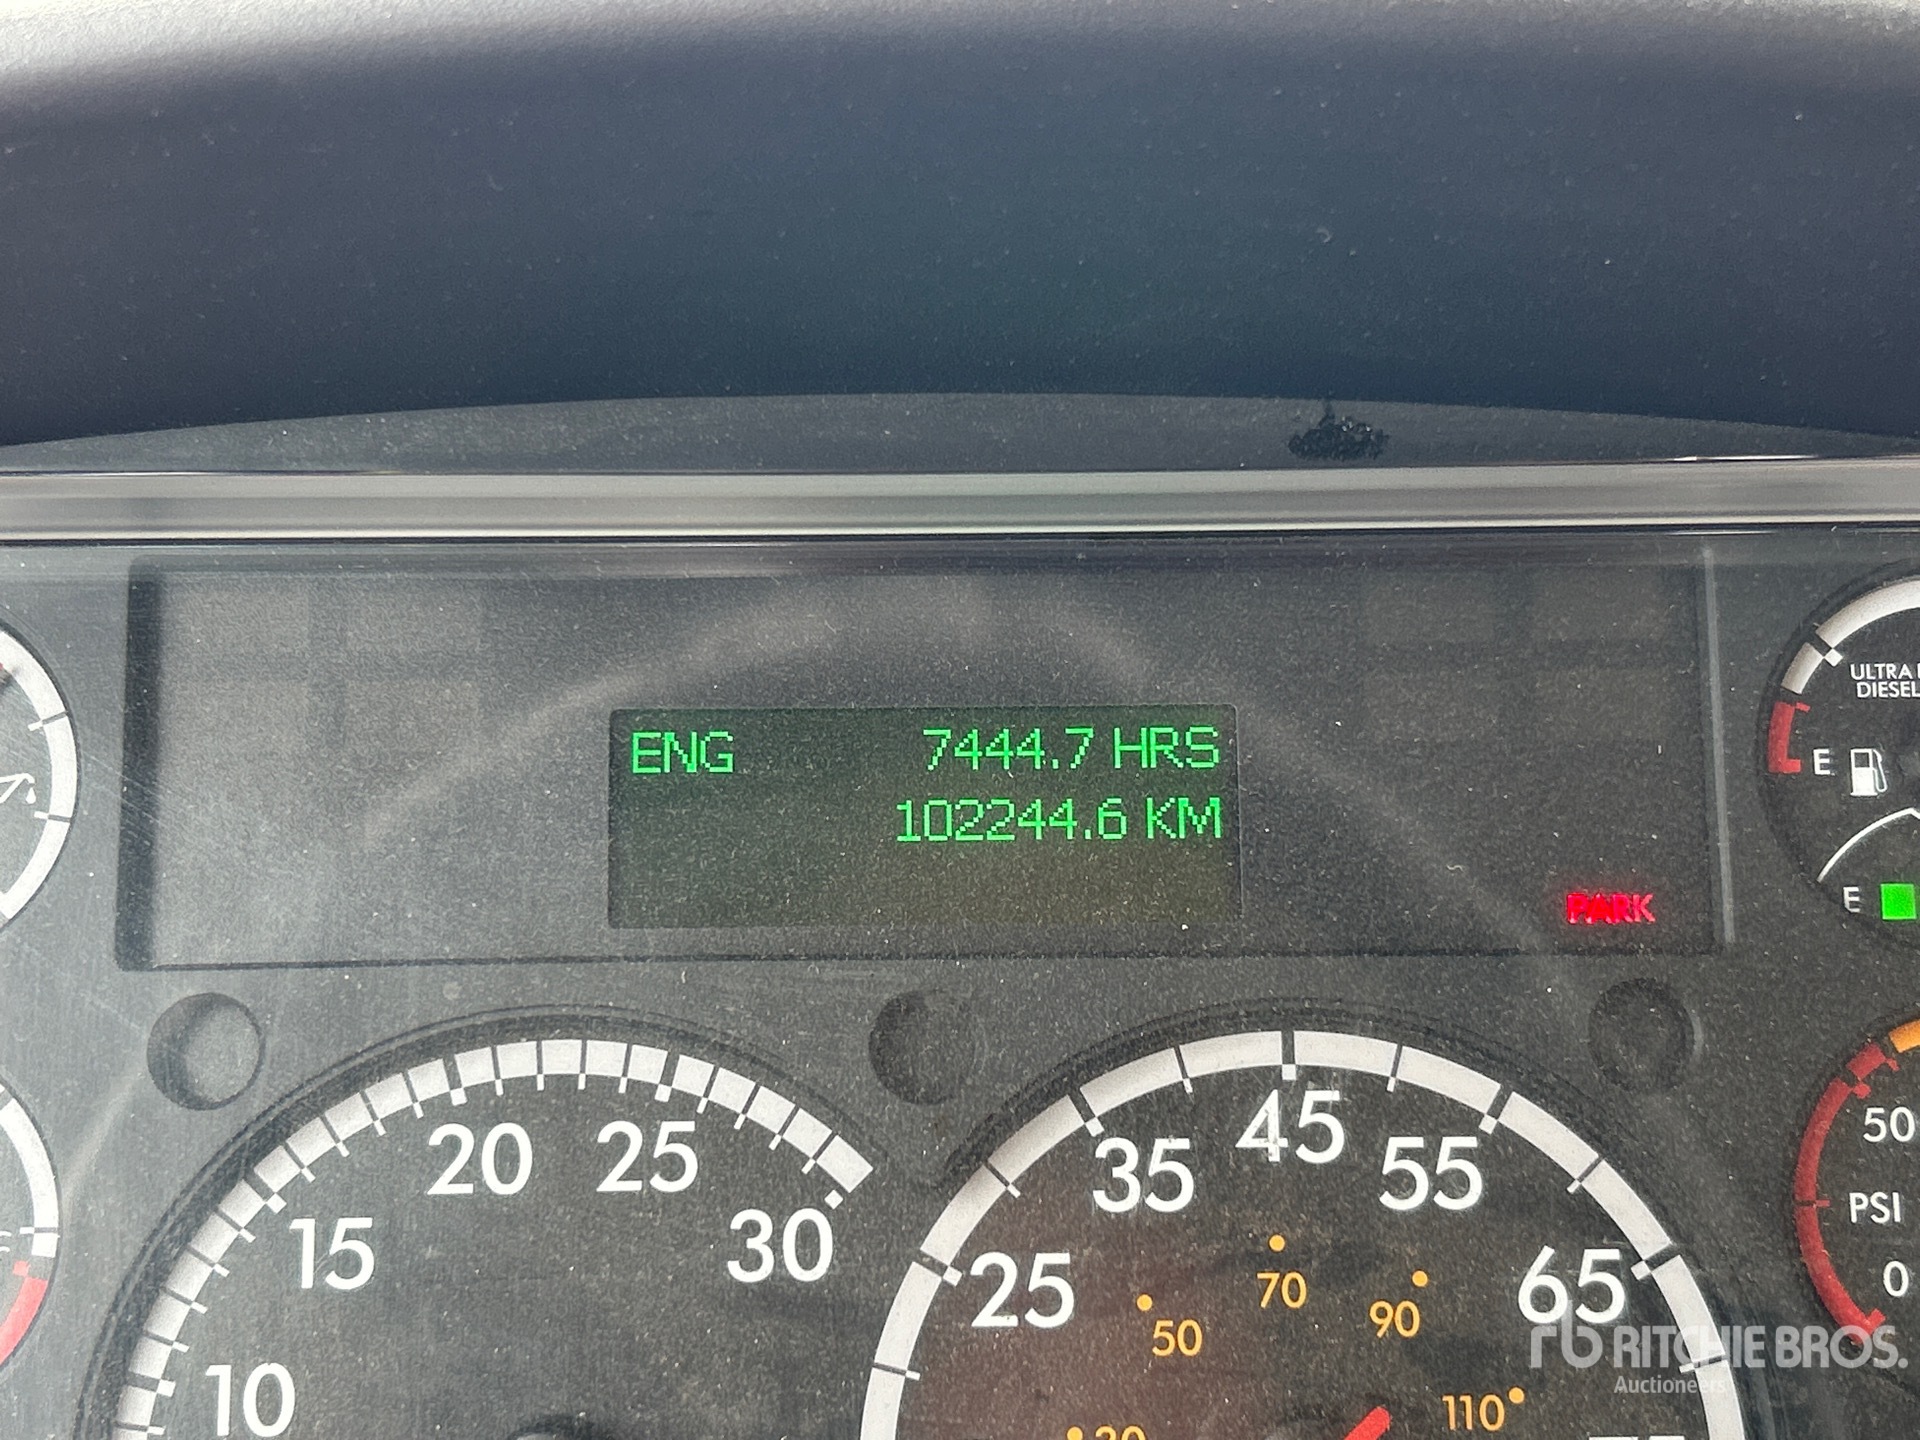 ENG 7444.7 HRS
102244.6 KM
PARK
ULTRA
DIESEL
E
E
20 25
15 30
10
45
35 55
25 65
70
50 90
110
50
PSI
0
RITCHIE BROS.
Auctioneers